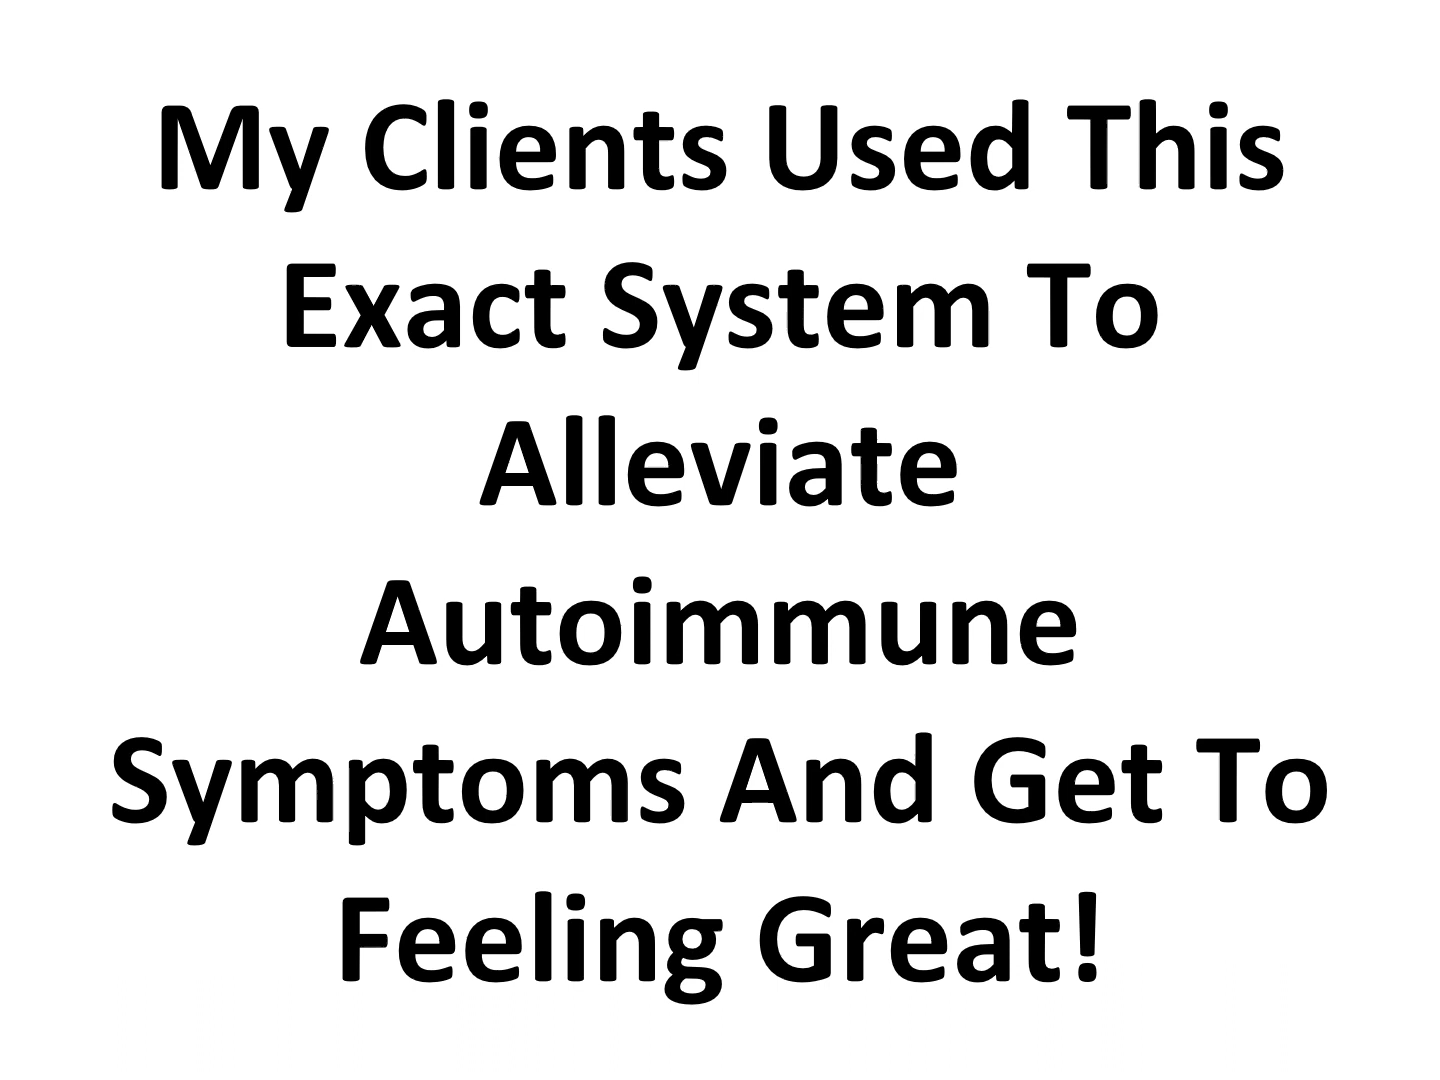 My Clients Used This
Exact System To
Alleviate
Autoimmune
Symptoms And Get To
Feeling Great!